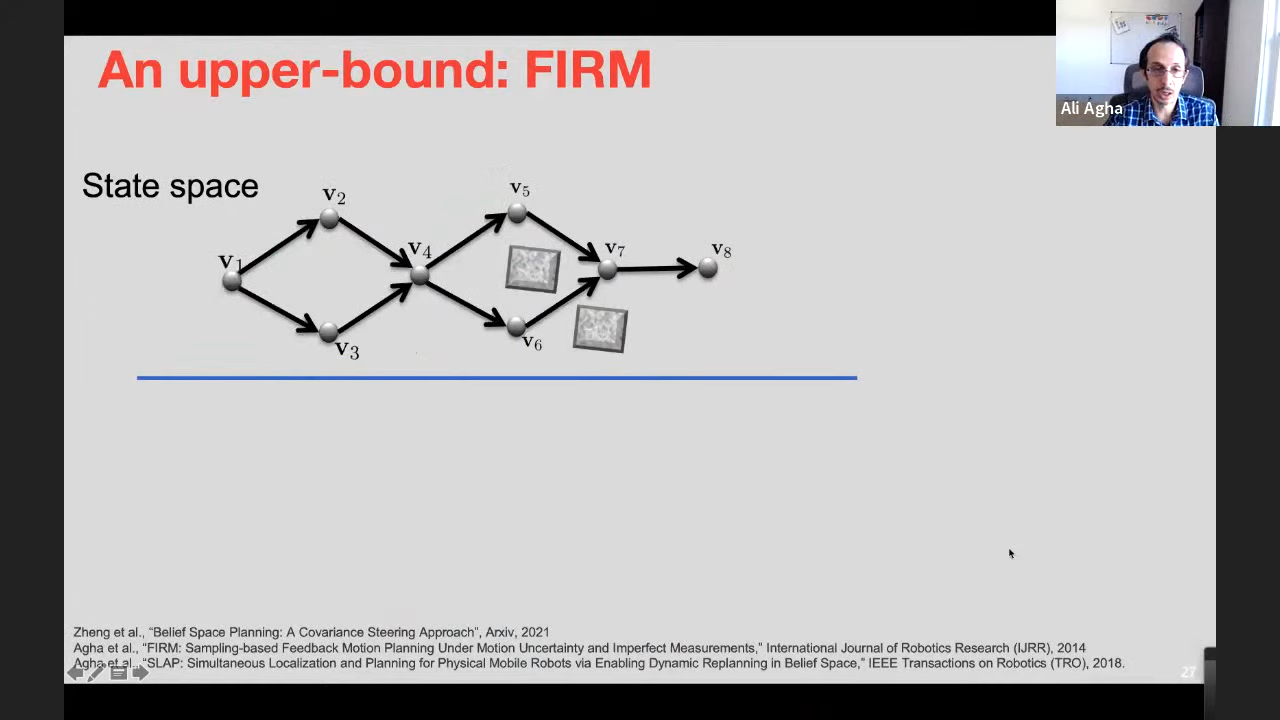 An upper-bound: FIRM
Ali Agha
State space
v2
v5
v1
v4
v7
v8
v3
v6
Zheng et al., “Belief Space Planning: A Covariance Steering Approach”, Arxiv, 2021
Agha et al., “FIRM: Sampling-based Feedback Motion Planning Under Motion Uncertainty and Imperfect Measurements,” International Journal of Robotics Research (IJRR), 2014
Agha et al., “SLAP: Simultaneous Localization and Planning for Physical Mobile Robots via Enabling Dynamic Replanning in Belief Space,” IEEE Transactions on Robotics (TRO), 2018.
27